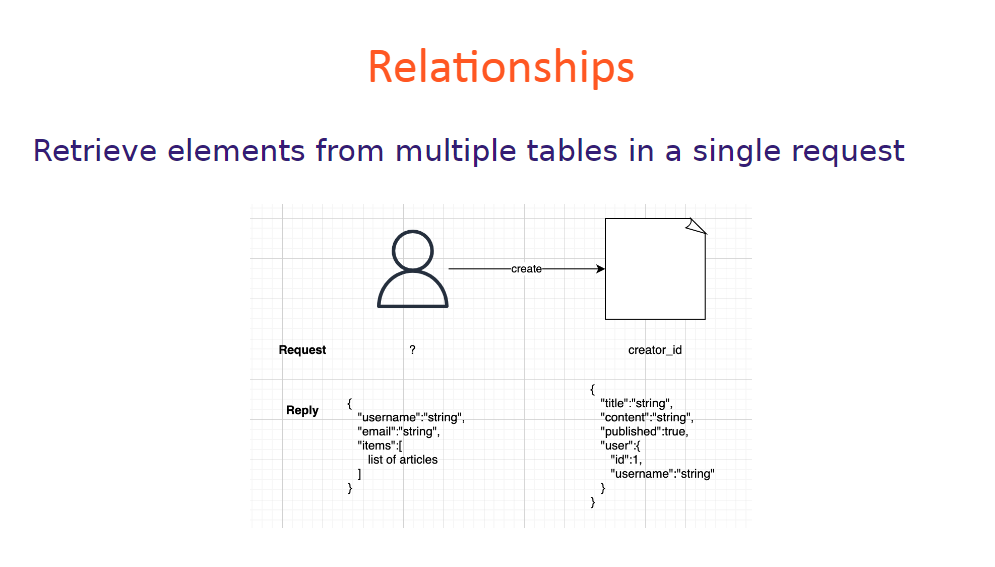 Relationships
Retrieve elements from multiple tables in a single request
create
Request
?
creator_id
Reply
{
"username":"string",
"email":"string",
"items":[
list of articles
]
}
{
"title":"string",
"content":"string",
"published":true,
"user":{
"id":1,
"username":"string"
}
}